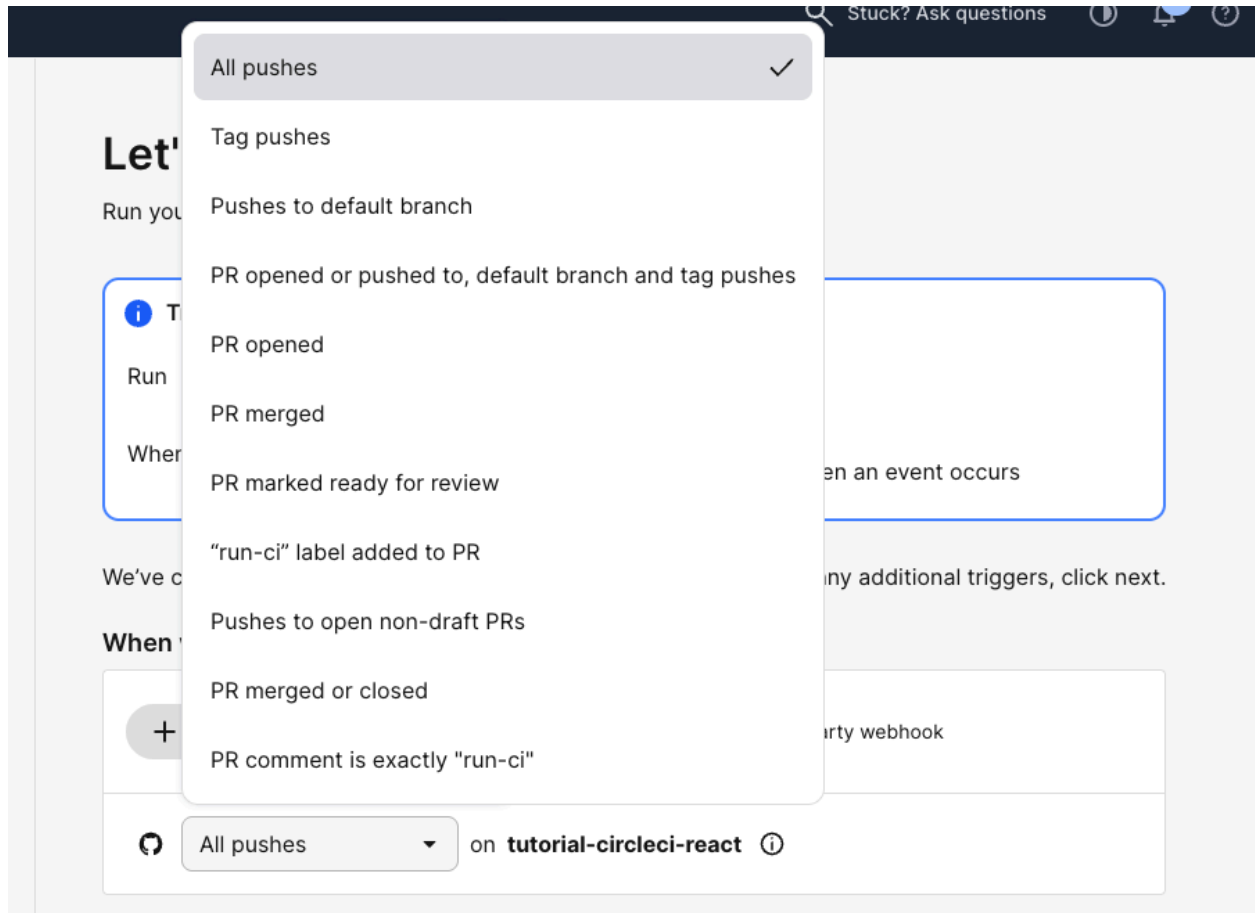 Stuck? Ask questions
All pushes
Tag pushes
Let'
Pushes to default branch
Run you
PR opened or pushed to, default branch and tag pushes
PR opened
Run
PR merged
When
PR marked ready for review
en an event occurs
“run-ci” label added to PR
We’ve c
ny additional triggers, click next.
Pushes to open non-draft PRs
When
PR merged or closed
arty webhook
PR comment is exactly "run-ci"
All pushes on tutorial-circleci-react